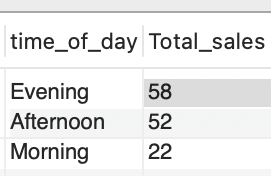 time_of_day Total_sales
Evening 58
Afternoon 52
Morning 22